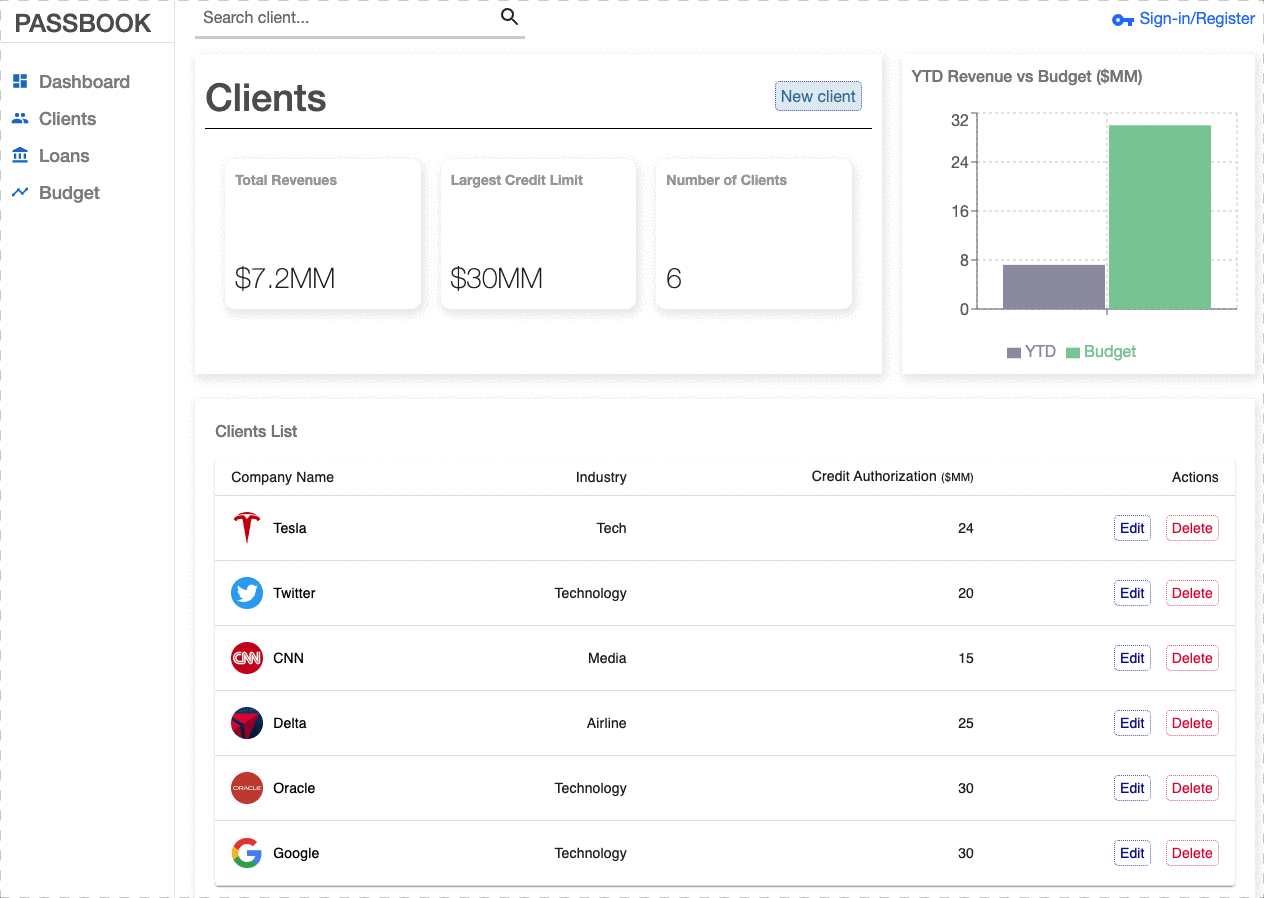 PASSBOOK
Search client...
Sign-in/Register
Dashboard
Clients
Loans
Budget
Clients
New client
Total Revenues
$7.2MM
Largest Credit Limit
$30MM
Number of Clients
6
YTD Revenue vs Budget ($MM)
32
24
16
8
0
YTD Budget
Clients List
Company Name Industry Credit Authorization ($MM) Actions
Tesla Tech 24 Edit Delete
Twitter Technology 20 Edit Delete
CNN CNN Media 15 Edit Delete
Delta Airline 25 Edit Delete
ORACLE Oracle Technology 30 Edit Delete
Google Technology 30 Edit Delete